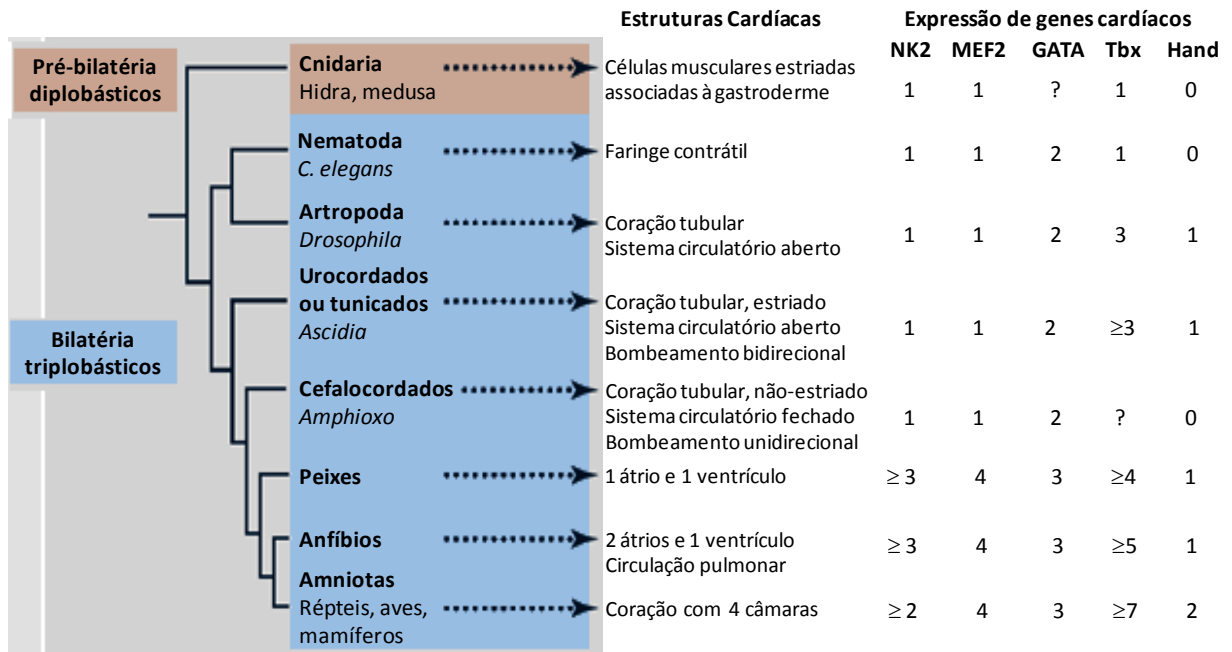 Estruturas Cardíacas
Expressão de genes cardíacos
NK2 MEF2 GATA Tbx Hand
Pré-bilatéria
diplobásticos
Cnidaria
Hidra, medusa
Células musculares estriadas
associadas à gastroderme
1 1 ? 1 0
Nematoda
C. elegans
Faringe contrátil
1 1 2 1 0
Artropoda
Drosophila
Coração tubular
Sistema circulatório aberto
1 1 2 3 1
Bilatéria
triplobásticos
Urocordados
ou tunicados
Ascidia
Coração tubular, estriado
Sistema circulatório aberto
Bombeamento bidirecional
1 1 2 ≥3 1
Cefalocordados
Amphioxo
Coração tubular, não-estriado
Sistema circulatório fechado
Bombeamento unidirecional
1 1 2 ? 0
Peixes
1 átrio e 1 ventrículo
≥ 3 4 3 ≥4 1
Anfíbios
2 átrios e 1 ventrículo
Circulação pulmonar
≥ 3 4 3 ≥5 1
Amniotas
Répteis, aves,
mamíferos
Coração com 4 câmaras
≥ 2 4 3 ≥7 2